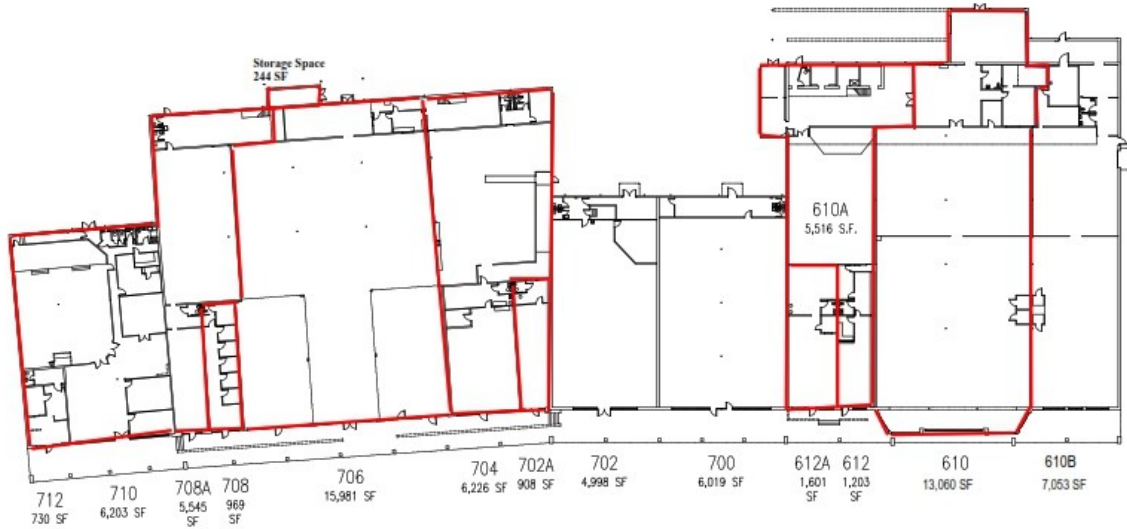 Storage Space
244 SF
610A
5,516 S.F.
712
730 SF
710
6,203 SF
708A
5,545
SF
708
969
SF
706
15,981 SF
704
6,226 SF
702A
908 SF
702
4,998 SF
700
6,019 SF
612A
1,601
SF
612
1,203
SF
610
13,060 SF
610B
7,053 SF